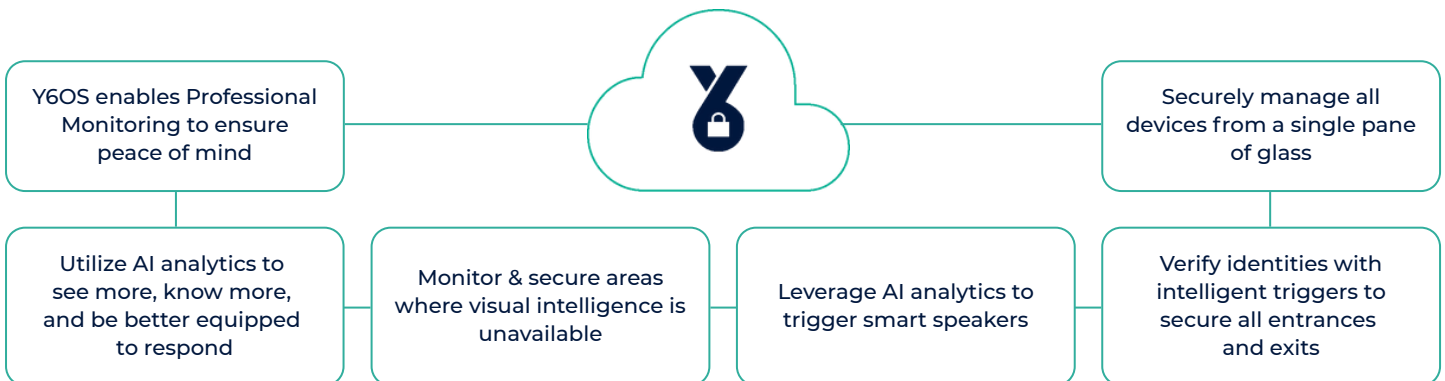 Y6OS enables Professional
Monitoring to ensure
peace of mind
Y6
Securely manage all
devices from a single pane
of glass
Utilize AI analytics to
see more, know more,
and be better equipped
to respond
Monitor & secure areas
where visual intelligence is
unavailable
Leverage AI analytics to
trigger smart speakers
Verify identities with
intelligent triggers to
secure all entrances
and exits